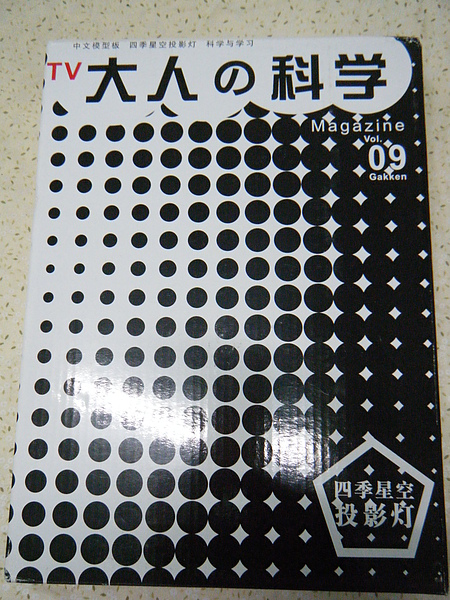 中文模型板 四季星空投影灯 科学与学习
TV 大人の科学
Magazine
Vol.
09
Gakken
四季星空
投影灯